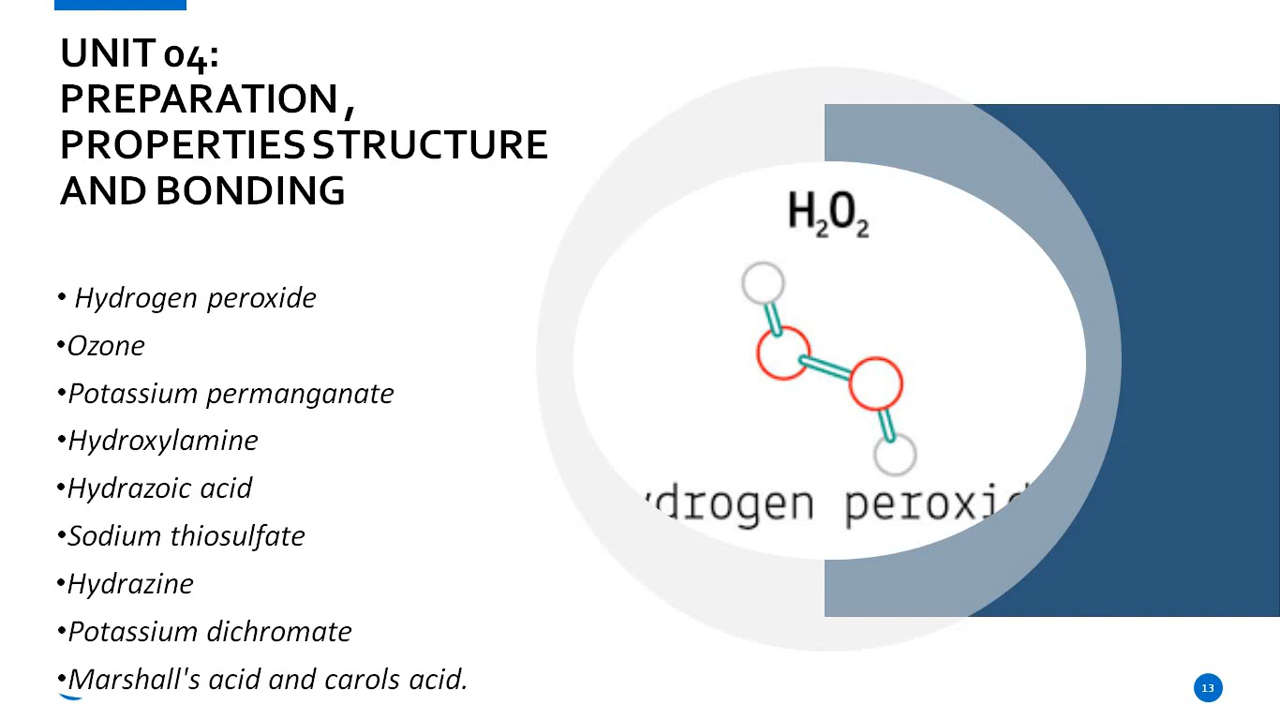 UNIT 04:
PREPARATION ,
PROPERTIES STRUCTURE
AND BONDING
• Hydrogen peroxide
•Ozone
•Potassium permanganate
•Hydroxylamine
•Hydrazoic acid
•Sodium thiosulfate
•Hydrazine
•Potassium dichromate
•Marshall's acid and carols acid.
H₂O₂
ydrogen peroxid
13